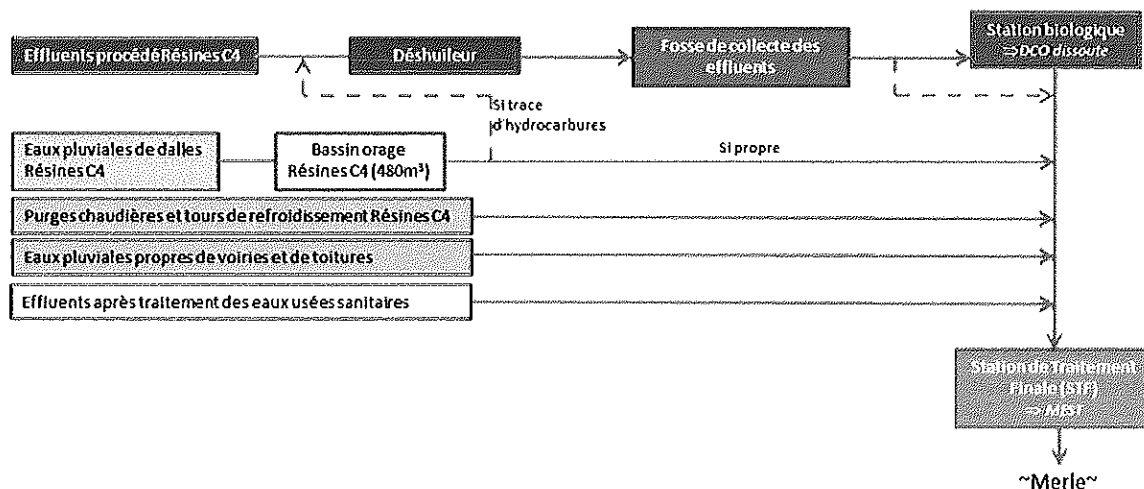 Effluents procédé Résines C4
Déshuileur
Fosse de collecte des
effluents
Station biologique
⇒DCO dissoute
Si trace
d'hydrocarbures
Eaux pluviales de dalles
Résines C4
Bassin orage
Résines C4 (480m³)
Si propre
Purges chaudières et tours de refroidissement Résines C4
Eaux pluviales propres de voiries et de toitures
Effluents après traitement des eaux usées sanitaires
Station de Traitement
Finale (STF)
⇒ MEST
~Merle~